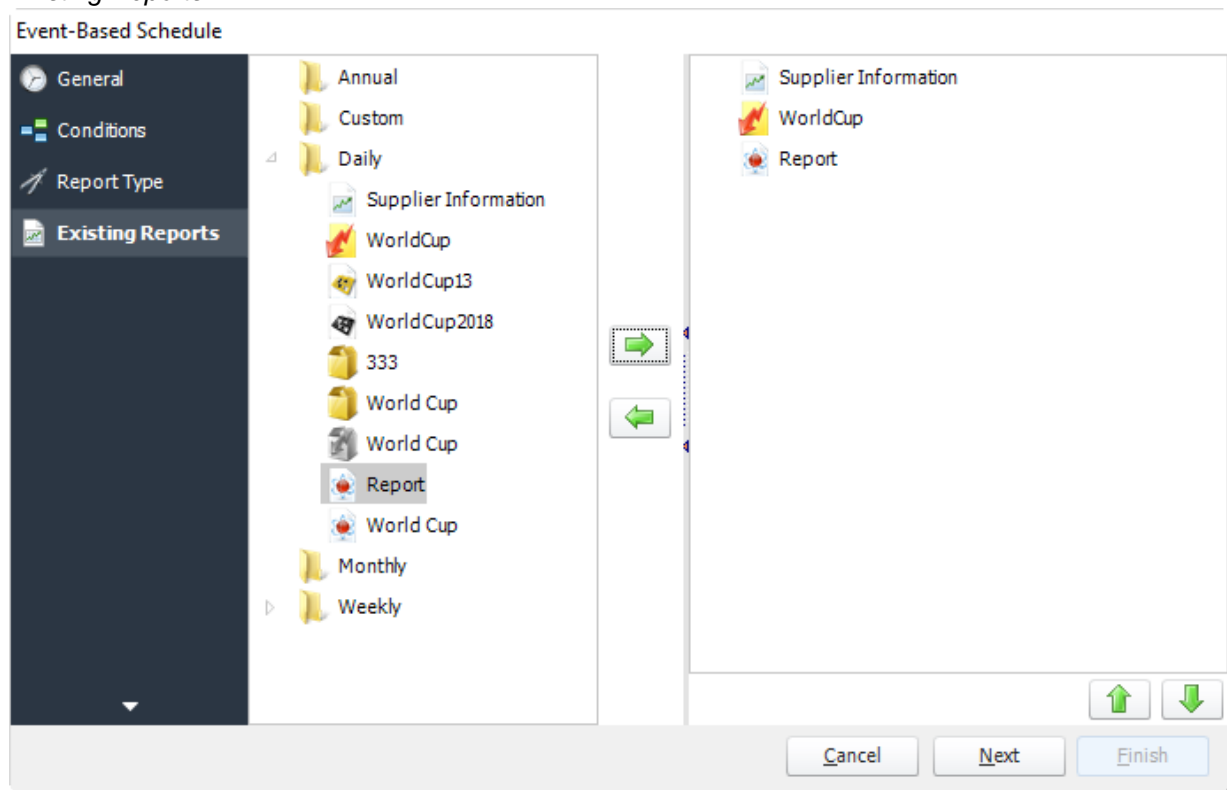 Event-Based Schedule
General
Conditions
Report Type
Existing Reports
Annual
Custom
Daily
Supplier Information
WorldCup
WorldCup13
WorldCup2018
333
World Cup
World Cup
Report
World Cup
Monthly
Weekly
Supplier Information
WorldCup
Report
Cancel
Next
Finish